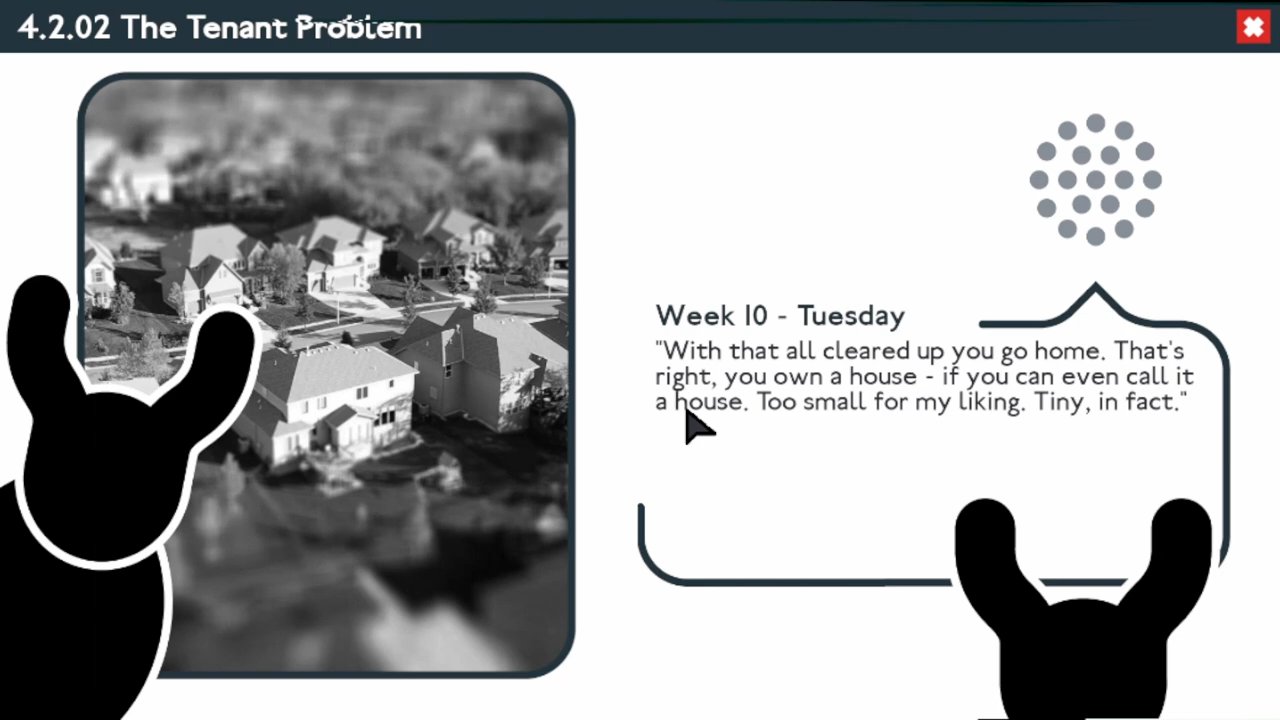 4.2.02 The Tenant Problem
Week 10 - Tuesday
"With that all cleared up you go home. That's
right, you own a house - if you can even call it
a house. Too small for my liking. Tiny, in fact."